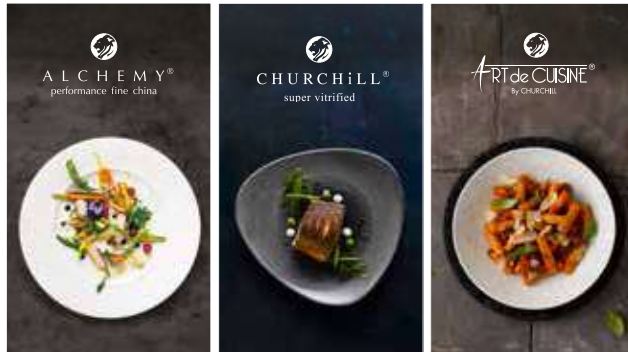 ALCHEMY®
performance fine china
CHURCHiLL®
super vitrified
ART de CUiSiNE®
By CHURCHiLL